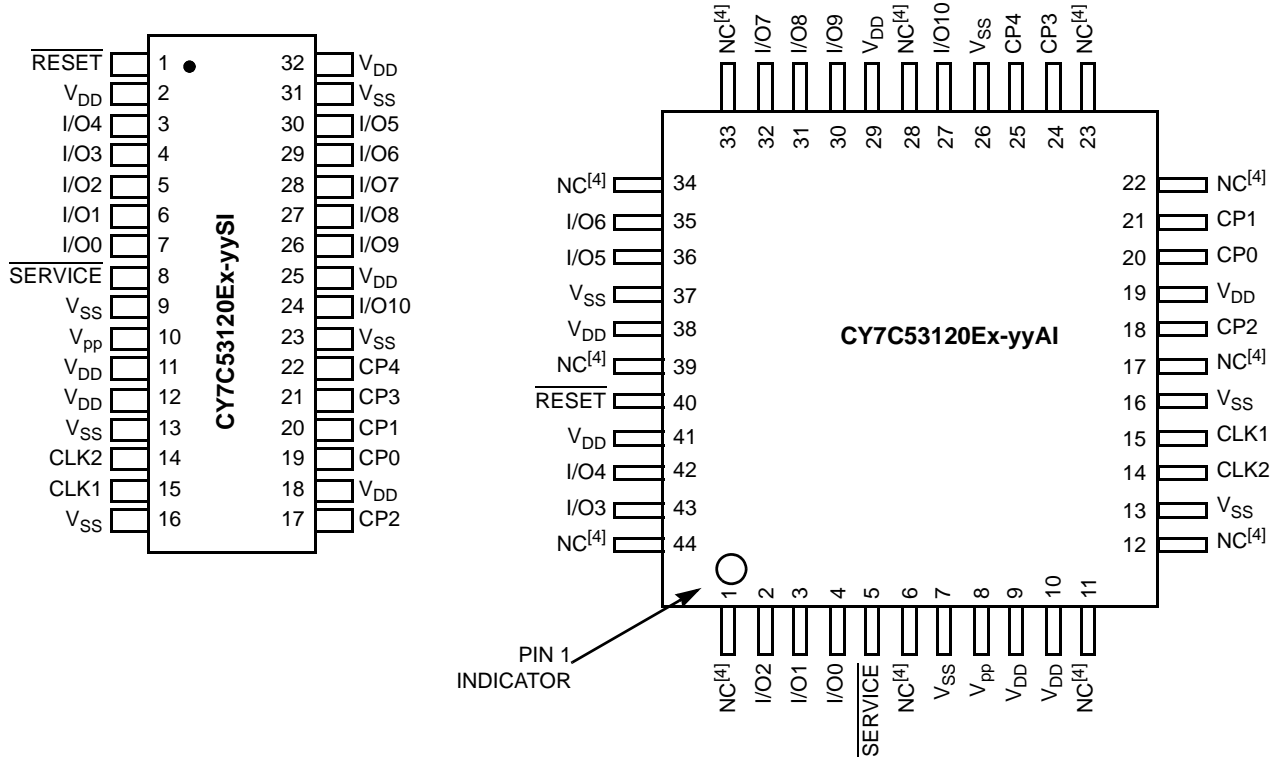 RESET 1 32 VDD
VDD 2 31 VSS
I/O4 3 30 I/O5
I/O3 4 29 I/O6
I/O2 5 28 I/O7
I/O1 6 27 I/O8
I/O0 7 26 I/O9
SERVICE 8 25 VDD
VSS 9 24 I/O10
Vpp 10 23 VSS
VDD 11 22 CP4
VDD 12 21 CP3
VSS 13 20 CP1
CLK2 14 19 CP0
CLK1 15 18 VDD
VSS 16 17 CP2
CY7C53120Ex-yySI
NC[4] I/O7 I/O8 I/O9 VDD NC[4] I/O10 VSS CP4 CP3 NC[4]
33 32 31 30 29 28 27 26 25 24 23
NC[4] 34 22 NC[4]
I/O6 35 21 CP1
I/O5 36 20 CP0
VSS 37 19 VDD
VDD 38 18 CP2
CY7C53120Ex-yyAI
NC[4] 39 17 NC[4]
RESET 40 16 VSS
VDD 41 15 CLK1
I/O4 42 14 CLK2
I/O3 43 13 VSS
NC[4] 44 12 NC[4]
1 2 3 4 5 6 7 8 9 10 11
NC[4] I/O2 I/O1 I/O0 SERVICE NC[4] VSS Vpp VDD VDD NC[4]
PIN 1
INDICATOR